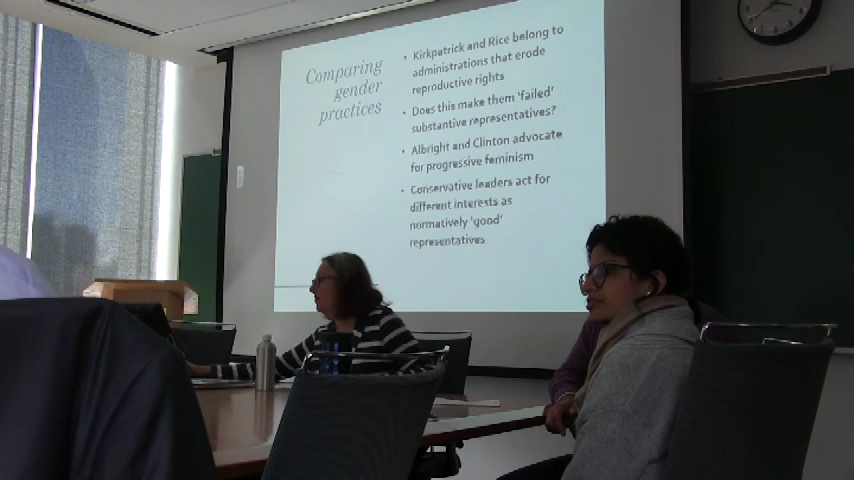 Comparing
gender
practices
• Kirkpatrick and Rice belong to
administrations that erode
reproductive rights
• Does this make them 'failed'
substantive representatives?
• Albright and Clinton advocate
for progressive feminism
• Conservative leaders act for
different interests as
normatively 'good'
representatives